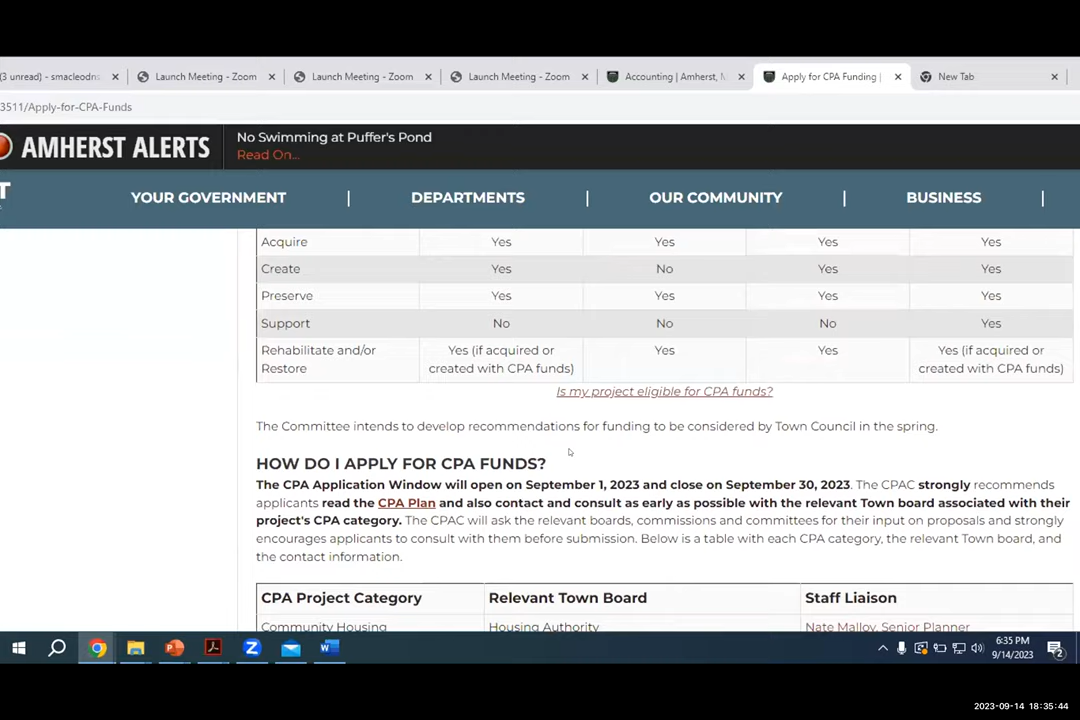 (3 unread) - smacleodns
Launch Meeting - Zoom
Launch Meeting - Zoom
Launch Meeting - Zoom
Accounting | Amherst, M
Apply for CPA Funding |
New Tab
3511/Apply-for-CPA-Funds
AMHERST ALERTS
No Swimming at Puffer's Pond
Read On...
T
YOUR GOVERNMENT | DEPARTMENTS | OUR COMMUNITY | BUSINESS |
Acquire Yes Yes Yes Yes
Create Yes No Yes Yes
Preserve Yes Yes Yes Yes
Support No No No Yes
Rehabilitate and/or Restore Yes (if acquired or created with CPA funds) Yes Yes Yes (if acquired or created with CPA funds)
Is my project eligible for CPA funds?
The Committee intends to develop recommendations for funding to be considered by Town Council in the spring.
HOW DO I APPLY FOR CPA FUNDS?
The CPA Application Window will open on September 1, 2023 and close on September 30, 2023. The CPAC strongly recommends
applicants read the CPA Plan and also contact and consult as early as possible with the relevant Town board associated with their
project's CPA category. The CPAC will ask the relevant boards, commissions and committees for their input on proposals and strongly
encourages applicants to consult with them before submission. Below is a table with each CPA category, the relevant Town board, and
the contact information.
CPA Project Category Relevant Town Board Staff Liaison
Community Housing Housing Authority Nate Malloy, Senior Planner
6:35 PM
9/14/2023
2
2023-09-14 18:35:44